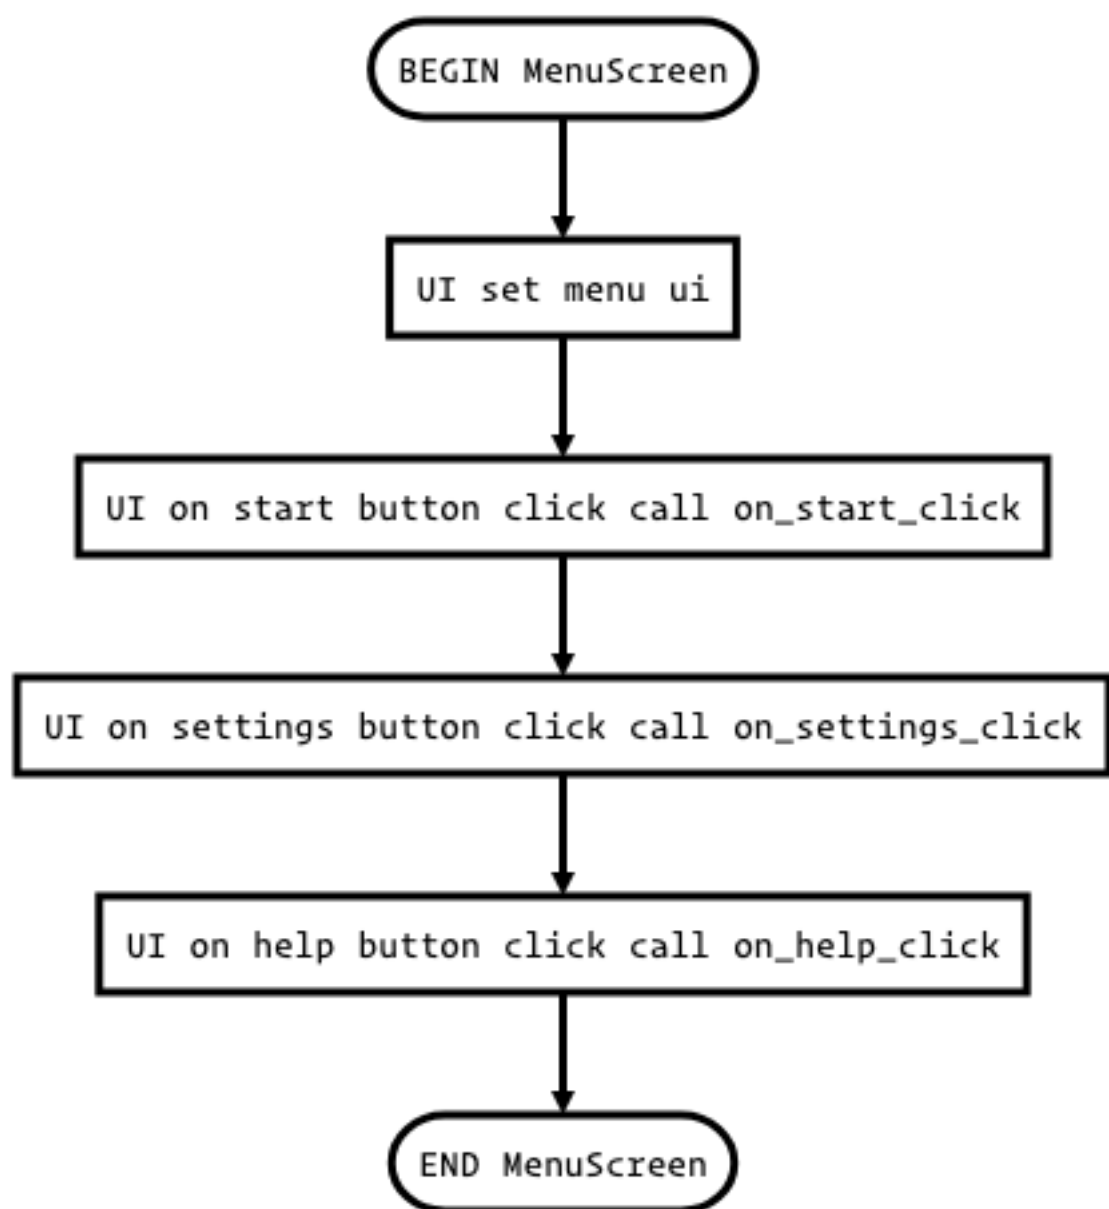 BEGIN MenuScreen
UI set menu ui
UI on start button click call on_start_click
UI on settings button click call on_settings_click
UI on help button click call on_help_click
END MenuScreen